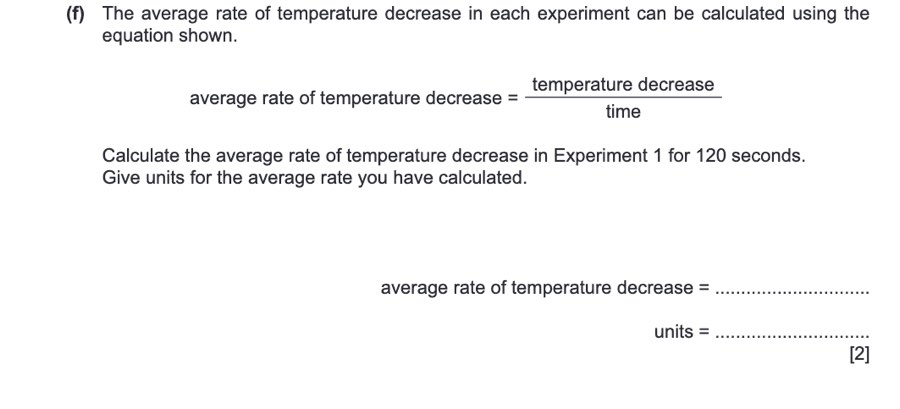 (f) The average rate of temperature decrease in each experiment can be calculated using the
equation shown.
average rate of temperature decrease = temperature decrease
time
Calculate the average rate of temperature decrease in Experiment 1 for 120 seconds.
Give units for the average rate you have calculated.
average rate of temperature decrease = ..............................
units = ..............................
[2]